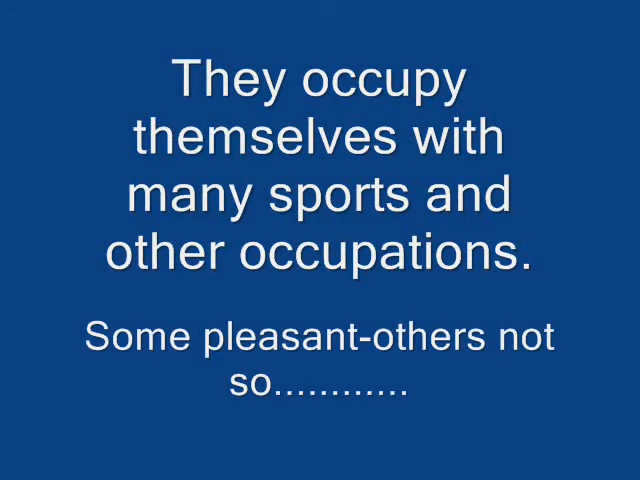 They occupy
themselves with
many sports and
other occupations.
Some pleasant-others not
so............